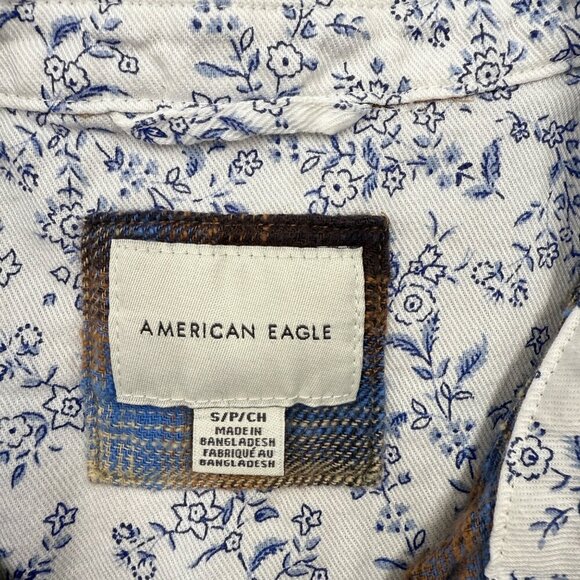 AMERICAN EAGLE
S/P/CH
MADE IN
BANGLADESH
FABRIQUÉ AU
BANGLADESH